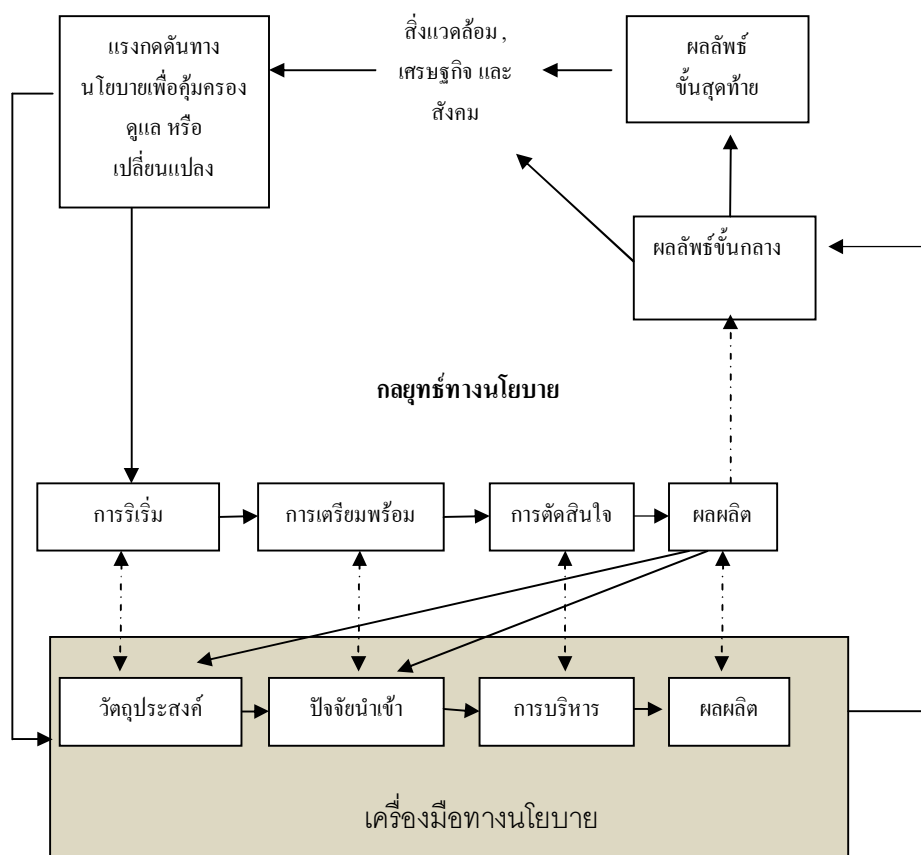 แรงกดดันทาง
นโยบายเพื่อคุ้มครอง
ดูแล หรือ
เปลี่ยนแปลง
สิ่งแวดล้อม ,
เศรษฐกิจ และ
สังคม
ผลลัพธ์
ขั้นสุดท้าย
ผลลัพธ์ขั้นกลาง
กลยุทธ์ทางนโยบาย
การริเริ่ม
การเตรียมพร้อม
การตัดสินใจ
ผลผลิต
วัตถุประสงค์
ปัจจัยนำเข้า
การบริหาร
ผลผลิต
เครื่องมือทางนโยบาย